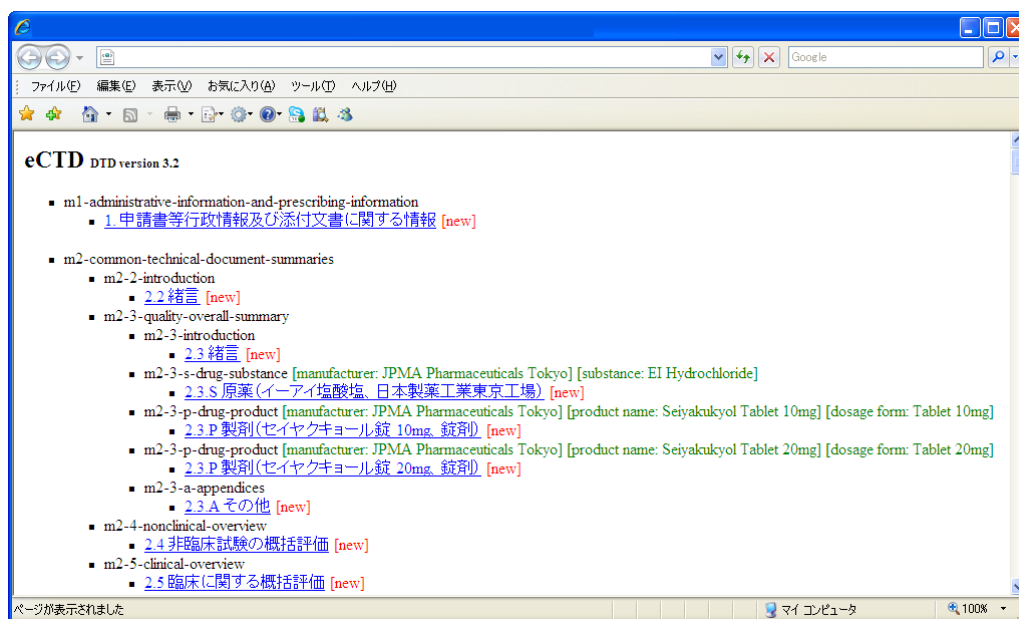 Google
ファイル(F) 編集(E) 表示(V) お気に入り(A) ツール(T) ヘルプ(H)
eCTD DTD version 3.2
m1-administrative-information-and-prescribing-information
1. 申請書等行政情報及び添付文書に関する情報 [new]
m2-common-technical-document-summaries
m2-2-introduction
2.2 緒言 [new]
m2-3-quality-overall-summary
m2-3-introduction
2.3 緒言 [new]
m2-3-s-drug-substance [manufacturer: JPMA Pharmaceuticals Tokyo] [substance: EI Hydrochloride]
2.3.S 原薬(イーアイ塩酸塩、日本製薬工業東京工場) [new]
m2-3-p-drug-product [manufacturer: JPMA Pharmaceuticals Tokyo] [product name: Seiyakukyol Tablet 10mg] [dosage form: Tablet 10mg]
2.3.P 製剤(セイヤクキョール錠 10mg、錠剤) [new]
m2-3-p-drug-product [manufacturer: JPMA Pharmaceuticals Tokyo] [product name: Seiyakukyol Tablet 20mg] [dosage form: Tablet 20mg]
2.3.P 製剤(セイヤクキョール錠 20mg、錠剤) [new]
m2-3-a-appendices
2.3.A その他 [new]
m2-4-nonclinical-overview
2.4 非臨床試験の概括評価 [new]
m2-5-clinical-overview
2.5 臨床に関する概括評価 [new]
ページが表示されました マイ コンピュータ 100%